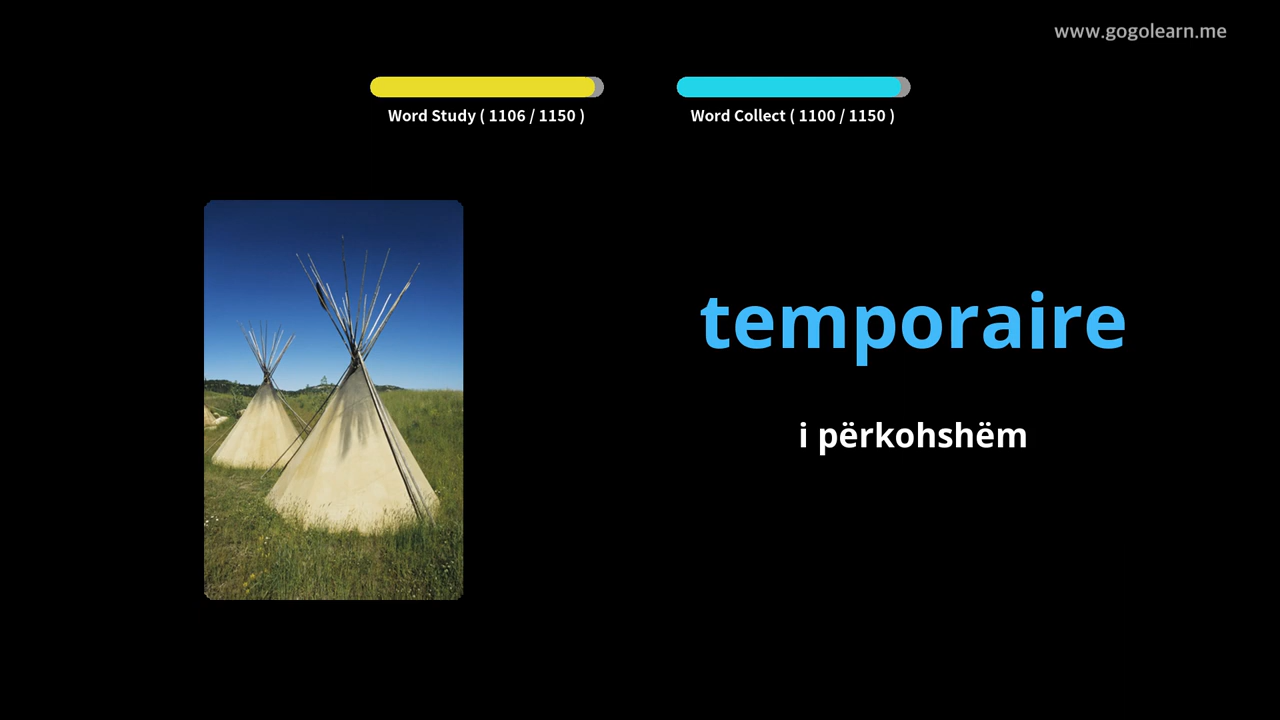 www.gogolearn.me
Word Study ( 1106 / 1150 )
Word Collect ( 1100 / 1150 )
temporaire
i përkohshëm